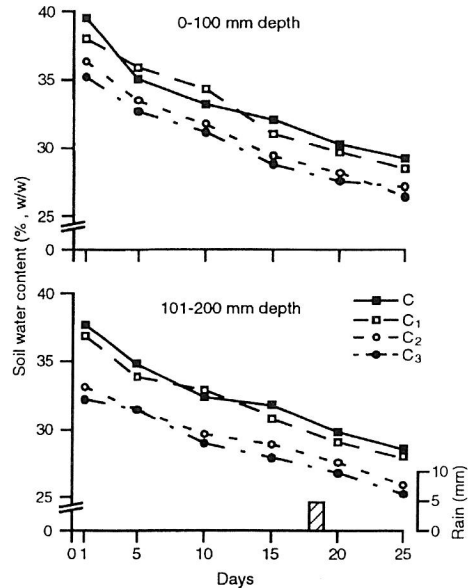 40
0-100 mm depth
35
30
25
0
Soil water content (% , w/w)
40
101-200 mm depth
C
C1
C2
C3
35
30
25
0
10
5
0
Rain (mm)
0 1 5 10 15 20 25
Days